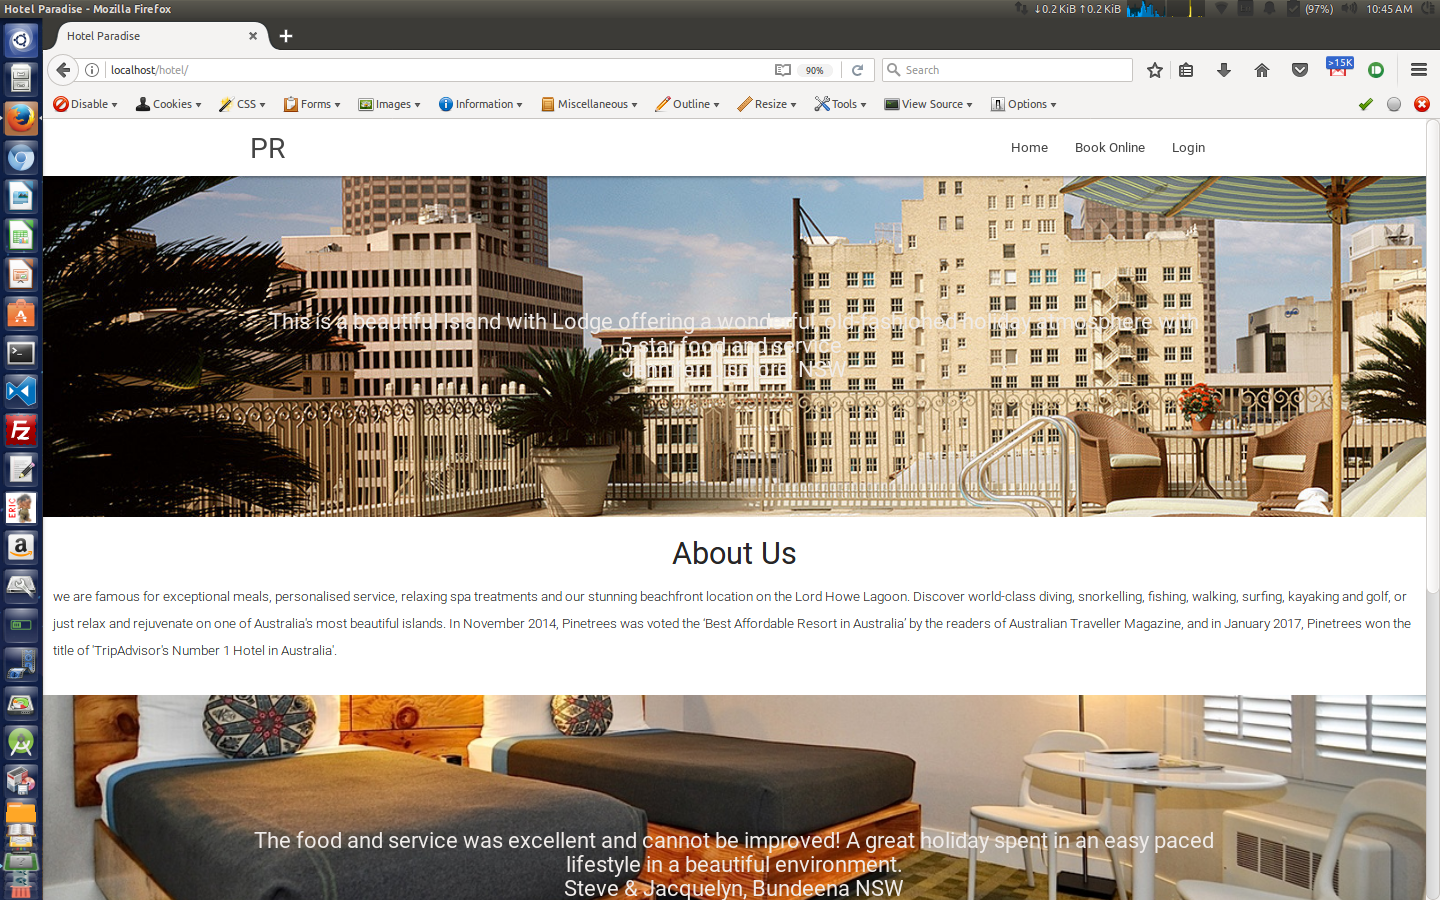 Hotel Paradise - Mozilla Firefox
↓0.2 KiB ↑0.2 KiB (97%) 10:45 AM
Hotel Paradise
localhost/hotel/ 90% Search >15K
Disable Cookies CSS Forms Images Information Miscellaneous Outline Resize Tools View Source Options
PR Home Book Online Login
This is a beautiful Island with Lodge offering a wonderful, old-fashioned holiday atmosphere with
5-star food and service
NSW
About Us
we are famous for exceptional meals, personalised service, relaxing spa treatments and our stunning beachfront location on the Lord Howe Lagoon. Discover world-class diving, snorkelling, fishing, walking, surfing, kayaking and golf, or
just relax and rejuvenate on one of Australia's most beautiful islands. In November 2014, Pinetrees was voted the 'Best Affordable Resort in Australia' by the readers of Australian Traveller Magazine, and in January 2017, Pinetrees won the
title of 'TripAdvisor's Number 1 Hotel in Australia'.
The food and service was excellent and cannot be improved! A great holiday spent in an easy paced
lifestyle in a beautiful environment.
Steve & Jacquelyn, Bundeena NSW
ERIC